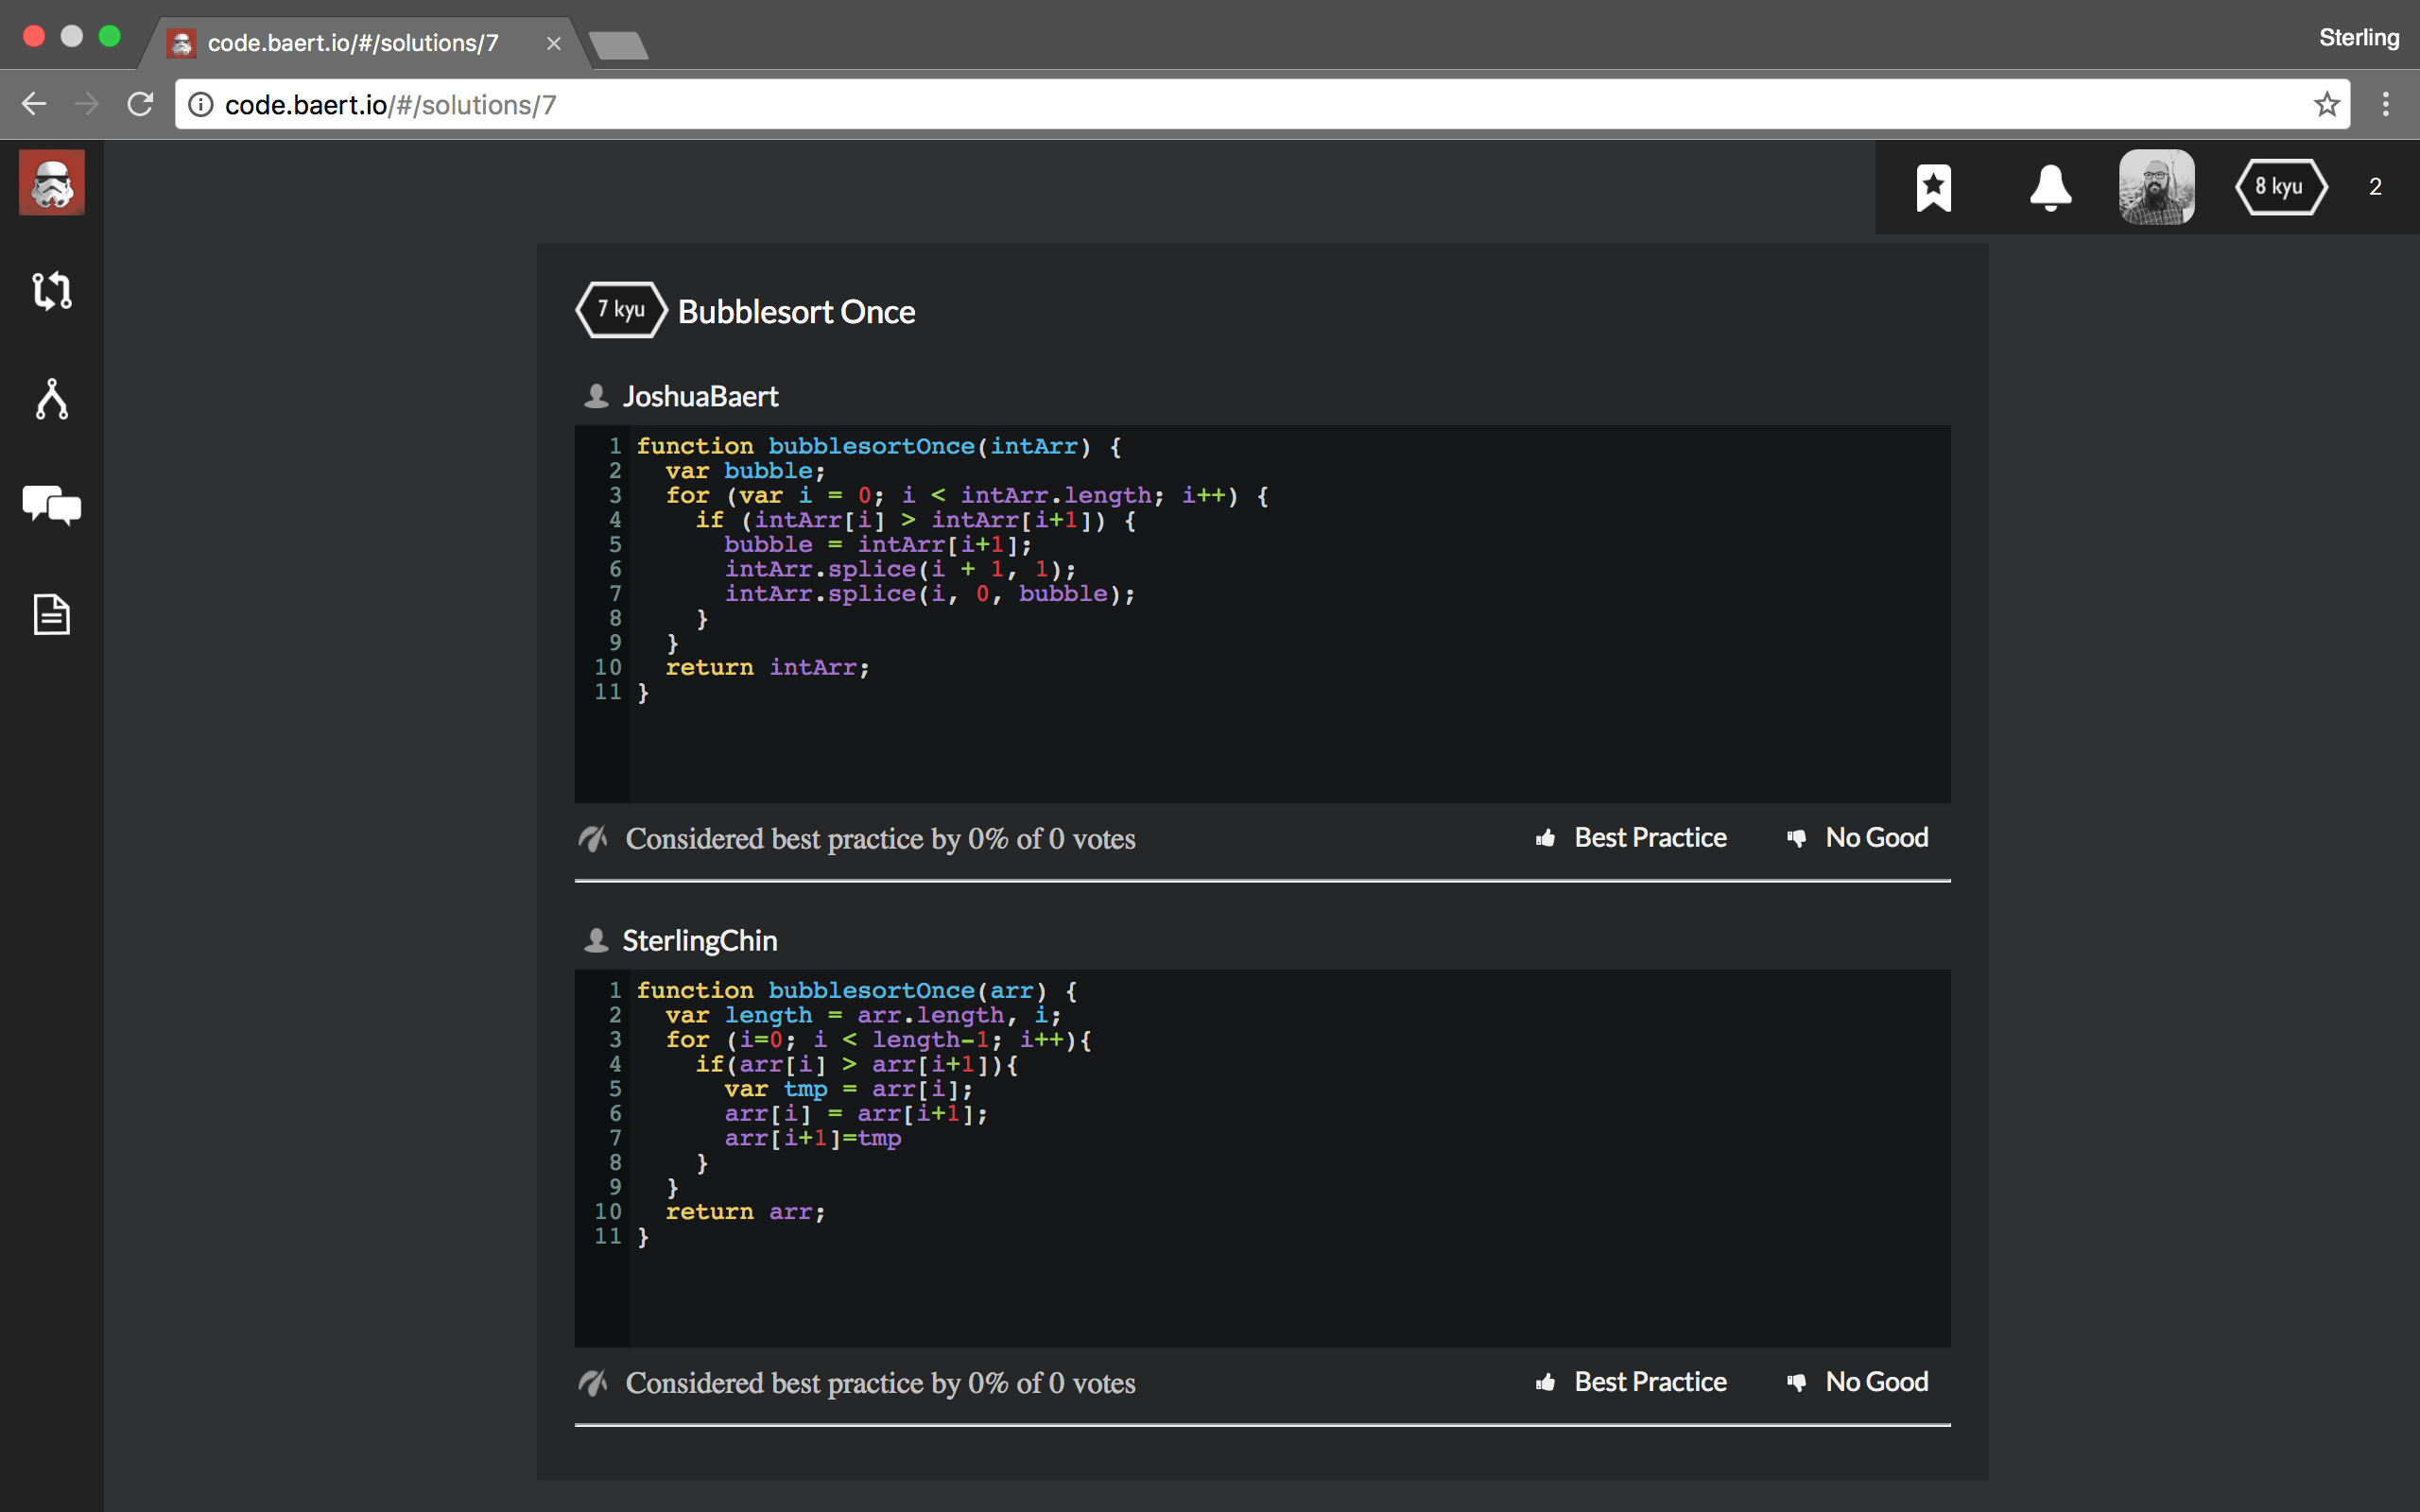 code.baert.io/#/solutions/7
Sterling
code.baert.io/#/solutions/7
8 kyu
2
7 kyu Bubblesort Once
JoshuaBaert
1 function bubblesortOnce(intArr) {
2   var bubble;
3   for (var i = 0; i < intArr.length; i++) {
4     if (intArr[i] > intArr[i+1]) {
5       bubble = intArr[i+1];
6       intArr.splice(i + 1, 1);
7       intArr.splice(i, 0, bubble);
8     }
9   }
10   return intArr;
11 }
Considered best practice by 0% of 0 votes Best Practice No Good
SterlingChin
1 function bubblesortOnce(arr) {
2   var length = arr.length, i;
3   for (i=0; i < length-1; i++){
4     if(arr[i] > arr[i+1]){
5       var tmp = arr[i];
6       arr[i] = arr[i+1];
7       arr[i+1]=tmp
8     }
9   }
10   return arr;
11 }
Considered best practice by 0% of 0 votes Best Practice No Good